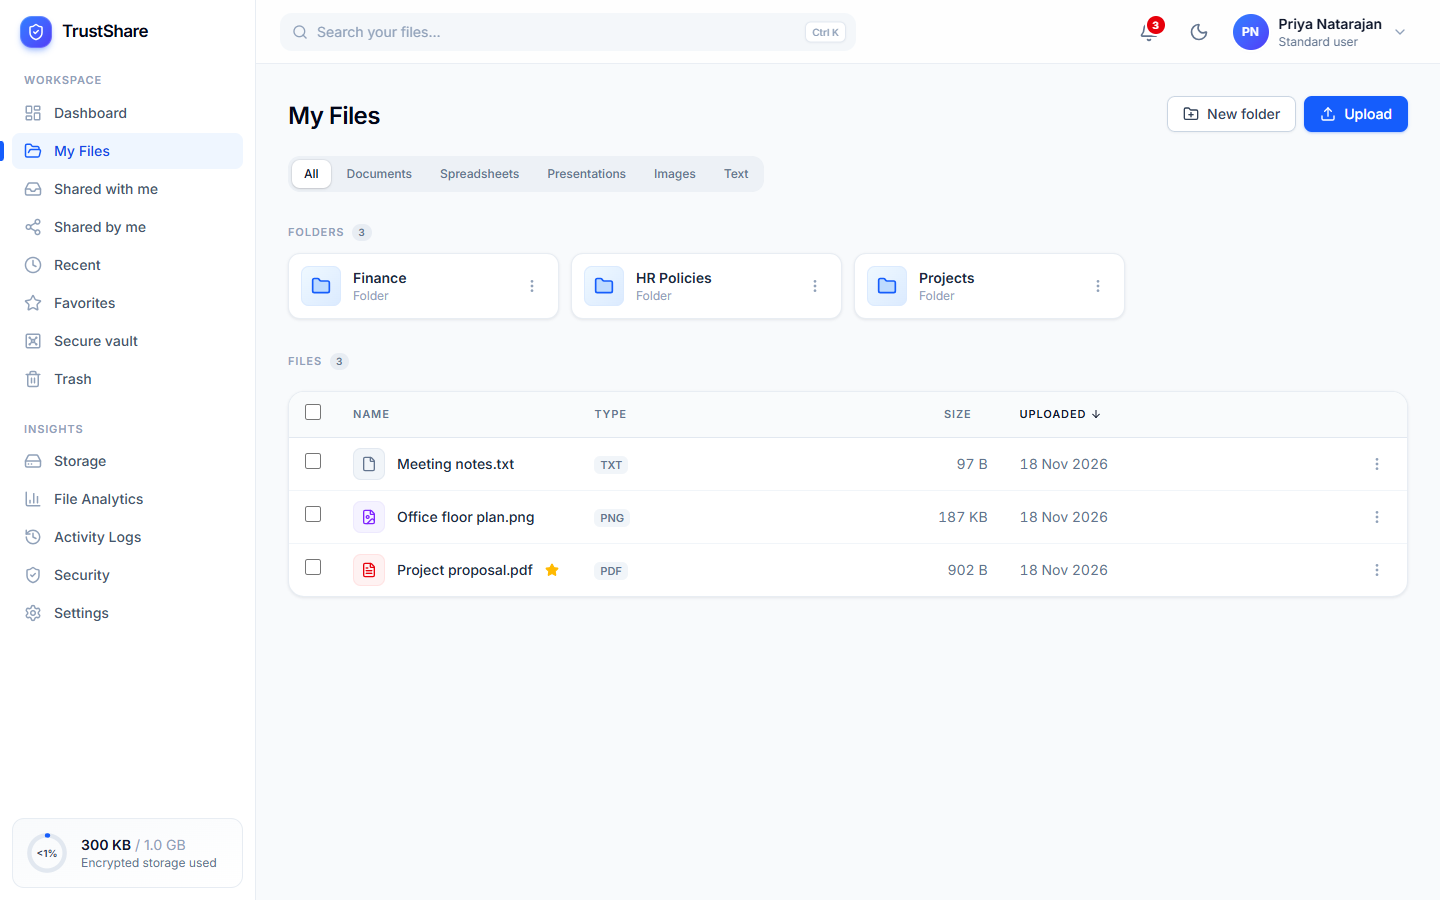 TrustShare
Search your files...
Ctrl K
3
PN
Priya Natarajan
Standard user
WORKSPACE
Dashboard
My Files
Shared with me
Shared by me
Recent
Favorites
Secure vault
Trash
INSIGHTS
Storage
File Analytics
Activity Logs
Security
Settings
<1%
300 KB / 1.0 GB
Encrypted storage used
My Files
New folder
Upload
All Documents Spreadsheets Presentations Images Text
FOLDERS 3
Finance
Folder
HR Policies
Folder
Projects
Folder
FILES 3
NAME TYPE SIZE UPLOADED ↓
Meeting notes.txt TXT 97 B 18 Nov 2026
Office floor plan.png PNG 187 KB 18 Nov 2026
Project proposal.pdf PDF 902 B 18 Nov 2026